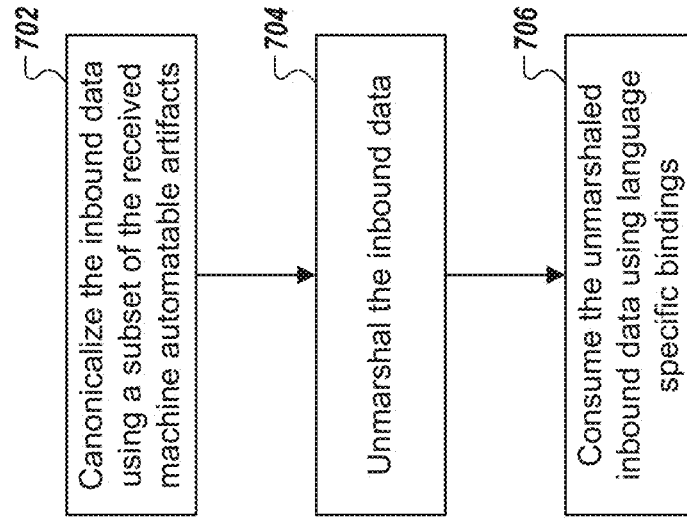 702
Canonicalize the inbound data
using a subset of the received
machine automatable artifacts
704
Unmarshal the inbound data
706
Consume the unmarshaled
inbound data using language
specific bindings